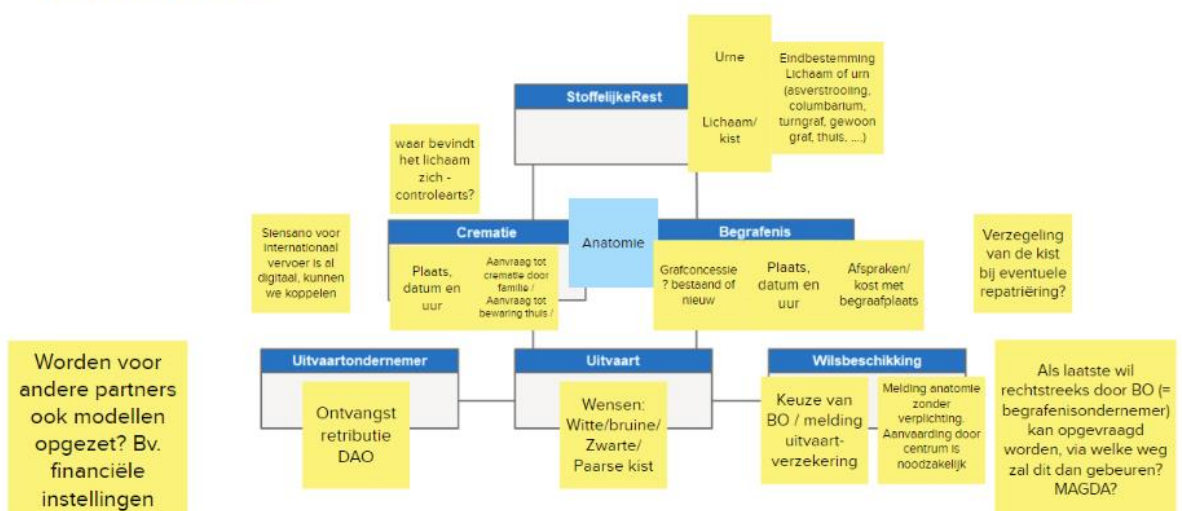 Urne
Lichaam/
kist
Eindbestemming
Lichaam of urn
(asverstrooiing,
columbarium,
turngraf, gewoon
graf, thuis, ....)
StoffelijkeRest
waar bevindt
het lichaam
zich -
controlearts?
Siensano voor
internationaal
vervoer is al
digitaal, kunnen
we koppelen
Crematie
Plaats,
datum en
uur
Aanvraag tot
crematie door
familie /
Aanvraag tot
bewaring thuis /
Anatomie
Begrafenis
Grafconcessie
? bestaand of
nieuw
Plaats,
datum en
uur
Afspraken/
kost met
begraafplaats
Verzegeling
van de kist
bij eventuele
repatriëring?
Worden voor
andere partners
ook modellen
opgezet? Bv.
financiële
instellingen
Uitvaartondernemer
Ontvangst
retributie
DAO
Uitvaart
Wensen:
Witte/bruine/
Zwarte/
Paarse kist
Wilsbeschikking
Keuze van
BO / melding
uitvaart-
verzekering
Melding anatomie
zonder
verplichting.
Aanvaarding door
centrum is
noodzakelijk
Als laatste wil
rechtstreeks door BO (=
begrafenisondernemer)
kan opgevraagd
worden, via welke weg
zal dit dan gebeuren?
MAGDA?